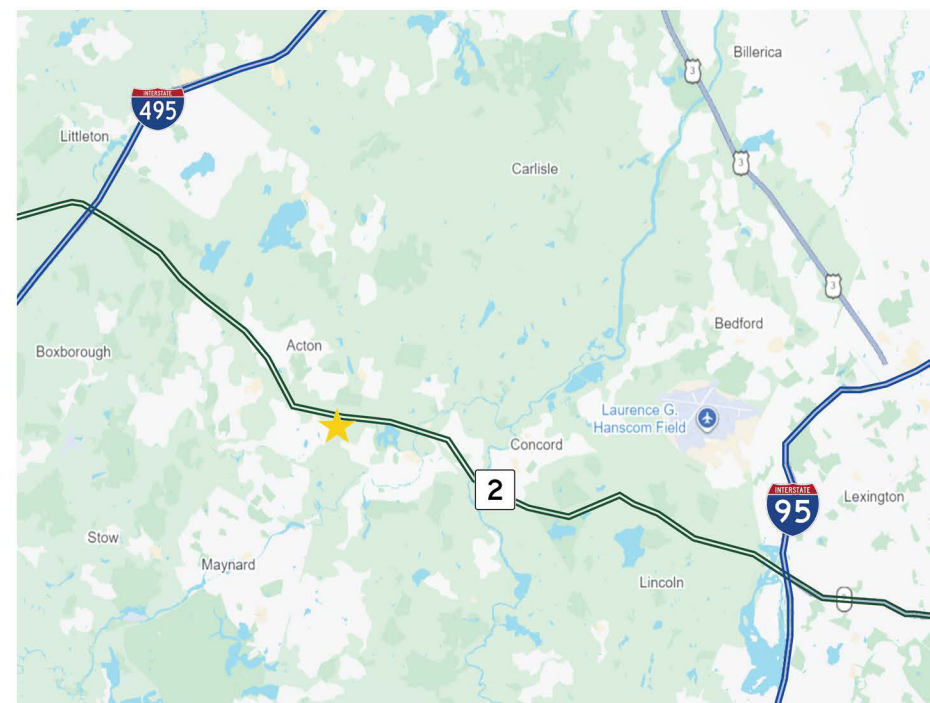 Billerica
3
INTERSTATE
495
Littleton
3
Carlisle
3
Bedford
Acton
Boxborough
Laurence G.
Hanscom Field
Concord
2
INTERSTATE
95
Lexington
Stow
Maynard
Lincoln